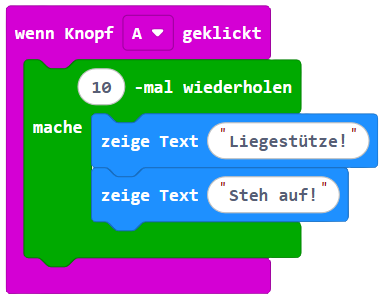 wenn Knopf A geklickt
10 -mal wiederholen
mache
zeige Text "Liegestütze!"
zeige Text "Steh auf!"